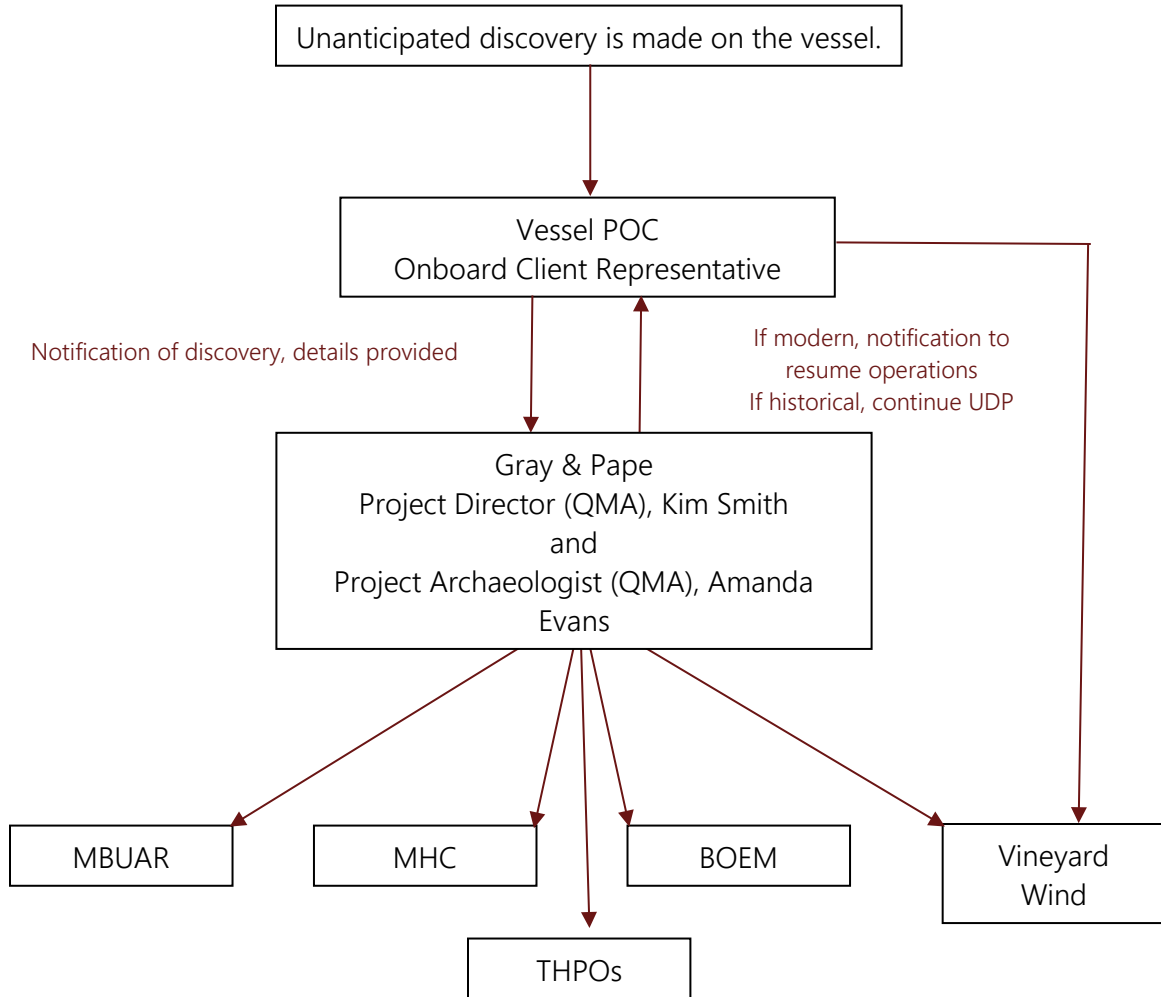 Unanticipated discovery is made on the vessel.
Vessel POC
Onboard Client Representative
Notification of discovery, details provided
If modern, notification to
resume operations
If historical, continue UDP
Gray & Pape
Project Director (QMA), Kim Smith
and
Project Archaeologist (QMA), Amanda
Evans
MBUAR
MHC
BOEM
Vineyard
Wind
THPOs